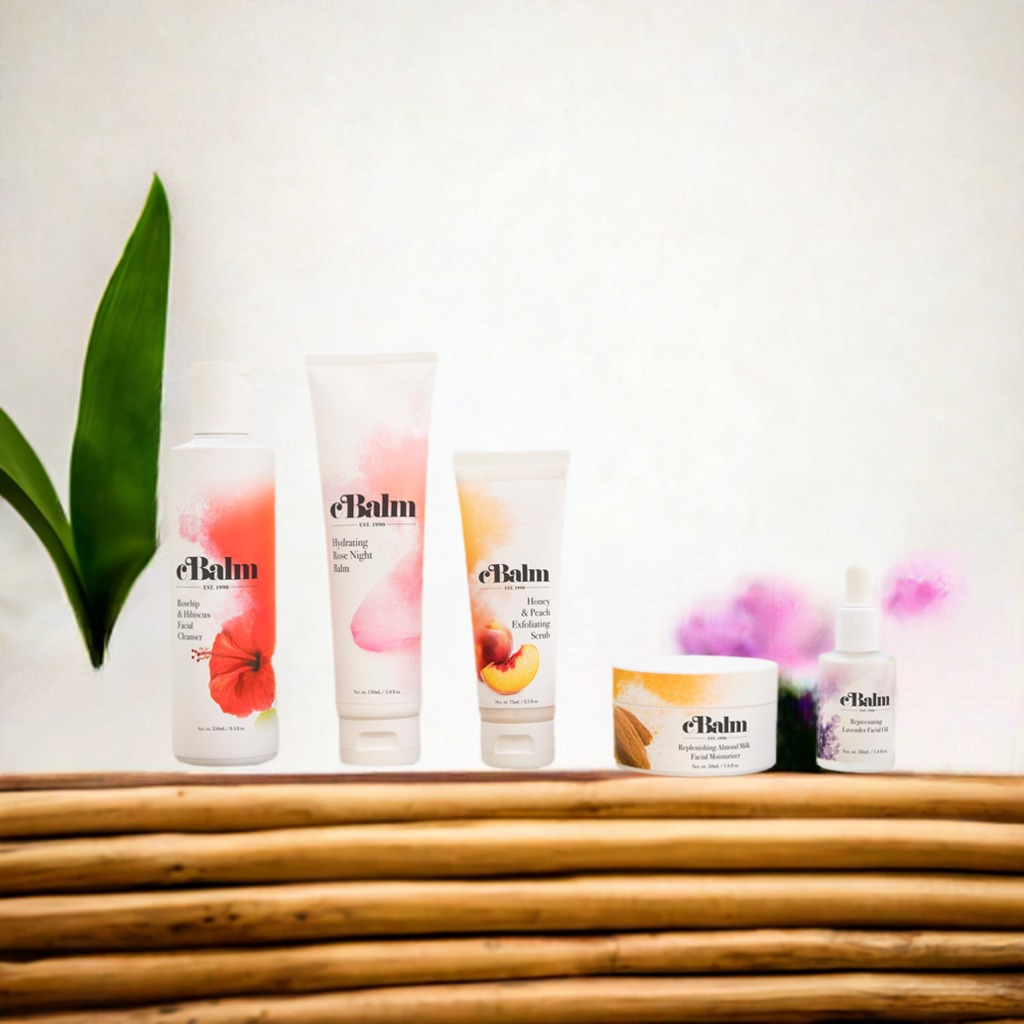 cBalm
EST. 1990
Rosehip
& Hibiscus
Facial
Cleanser
cBalm
EST. 1990
Hydrating
Rose Night
Balm
cBalm
EST. 1990
Honey
& Peach
Exfoliating
Scrub
cBalm
EST. 1990
Replenishing Almond Milk
Facial Moisturizer
cBalm
EST. 1990
Rejuvenating
Lavender Facial Oil